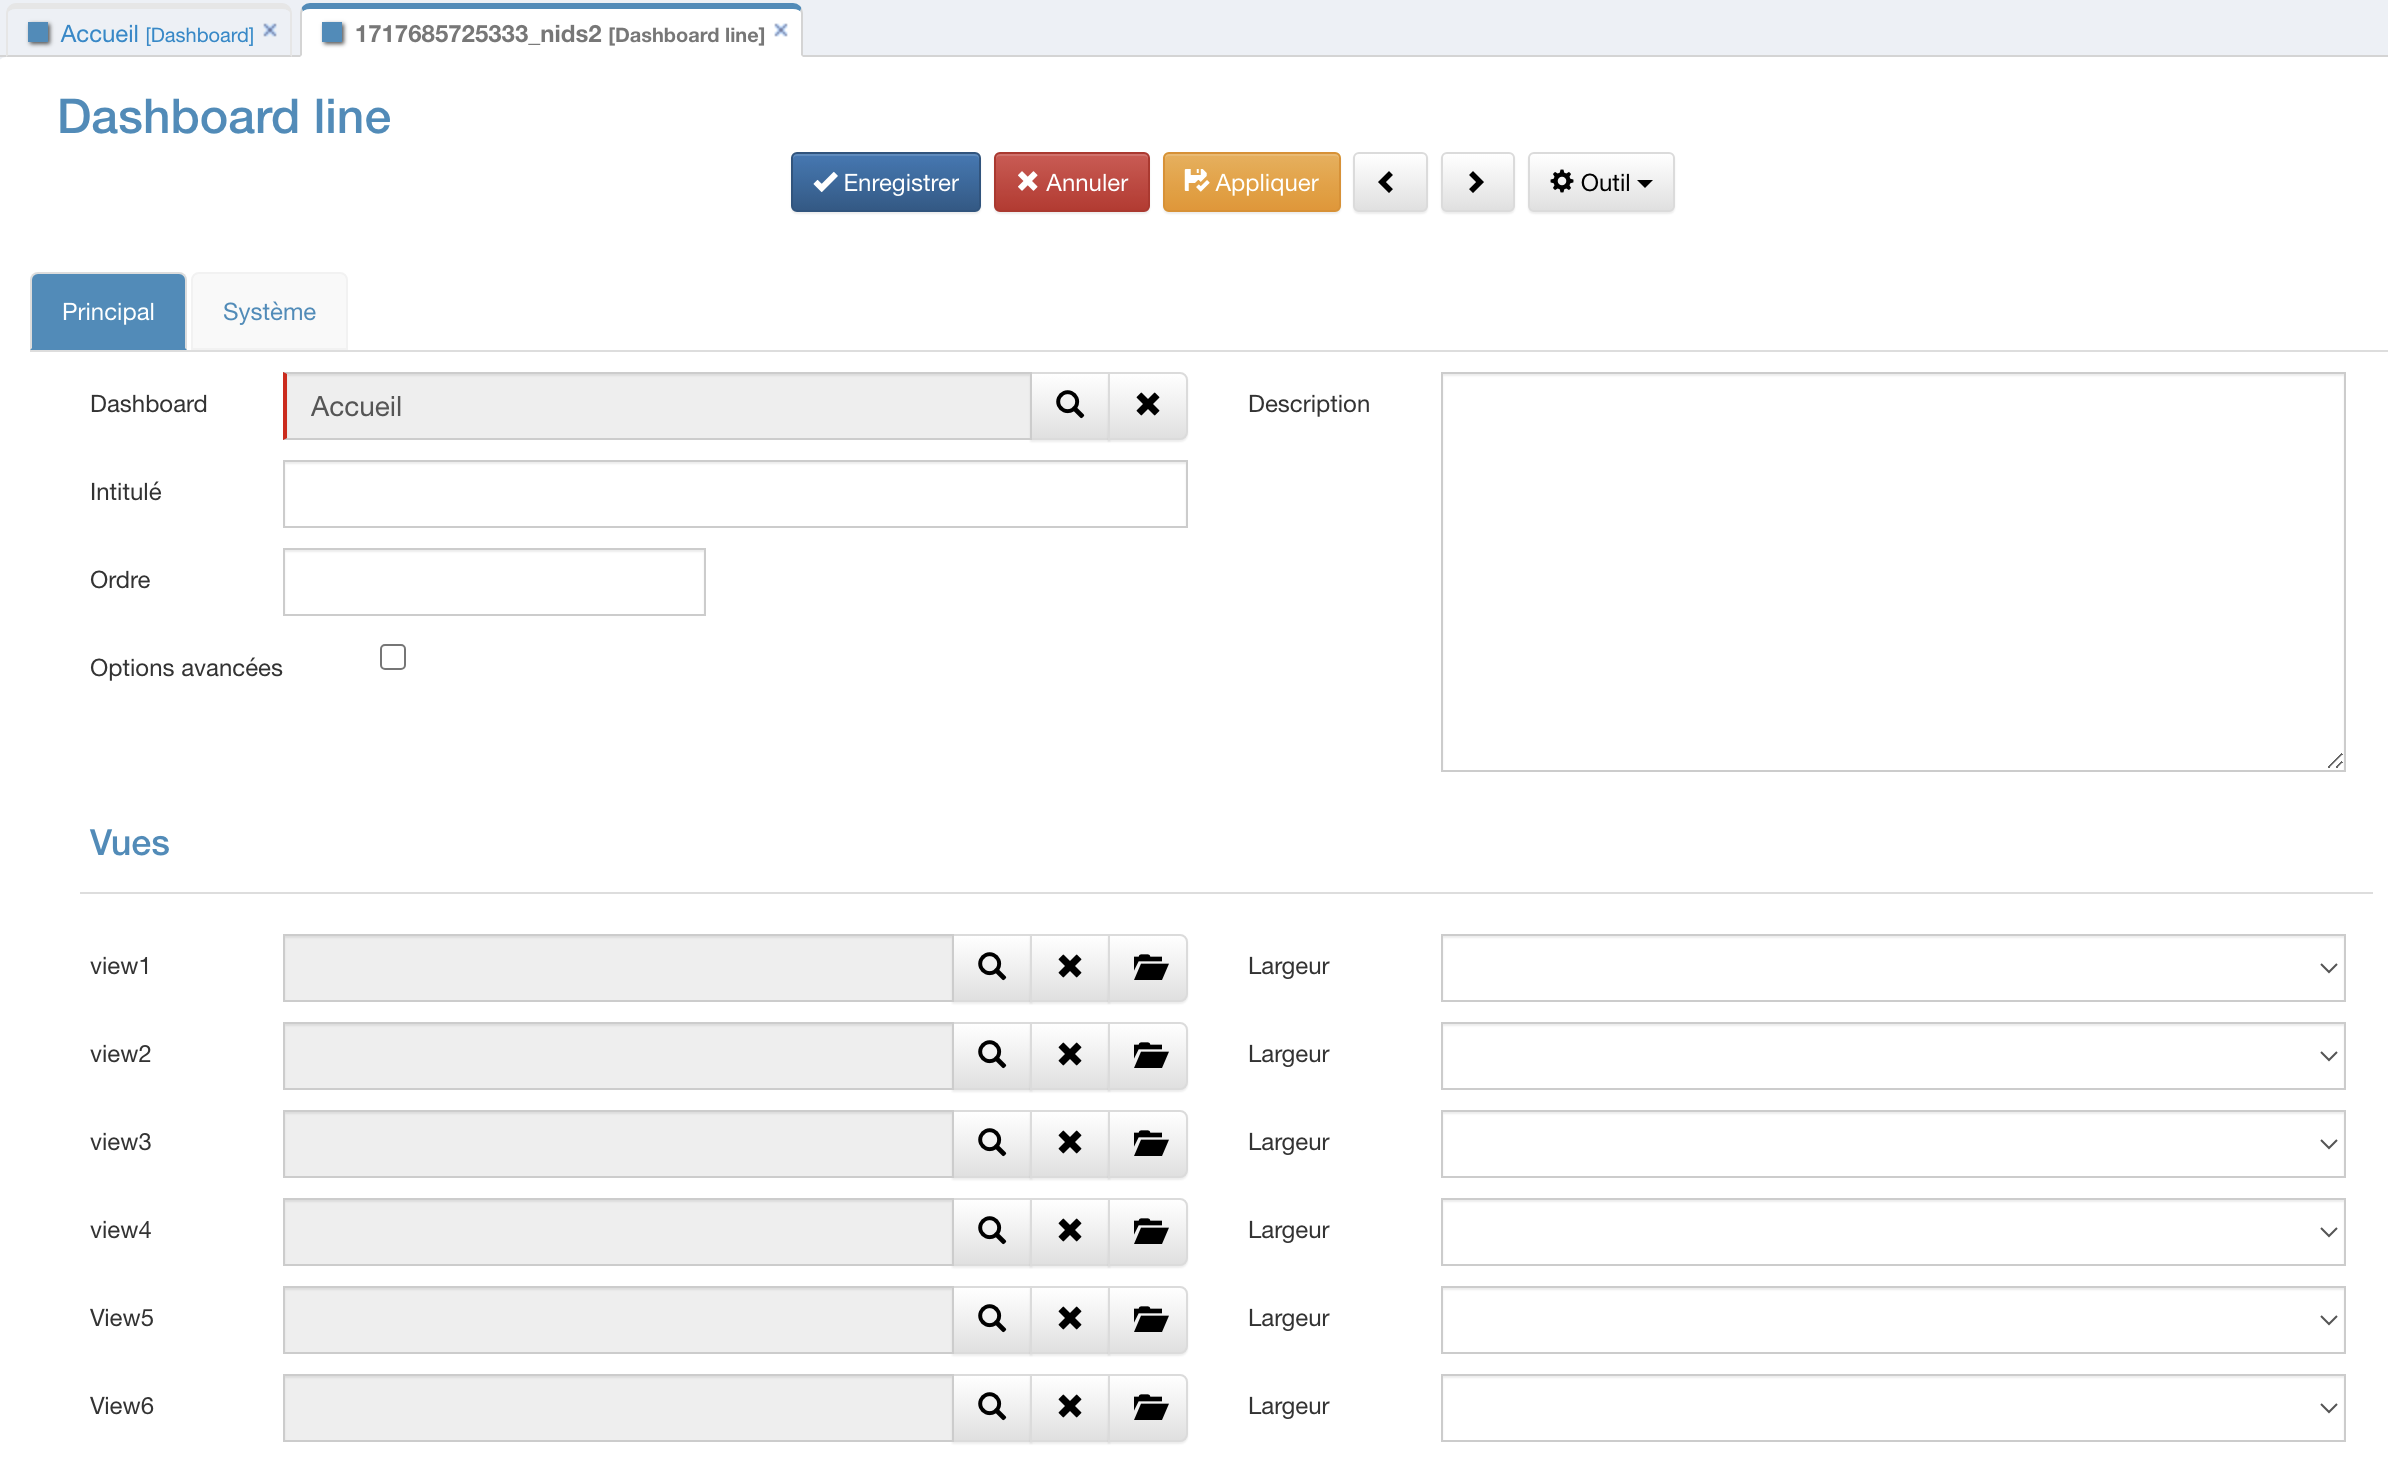 Accueil [Dashboard]
1717685725333_nids2 [Dashboard line]
Dashboard line
Enregistrer
Annuler
Appliquer
Outil
Principal
Système
Dashboard
Accueil
Description
Intitulé
Ordre
Options avancées
Vues
view1
Largeur
view2
Largeur
view3
Largeur
view4
Largeur
View5
Largeur
View6
Largeur